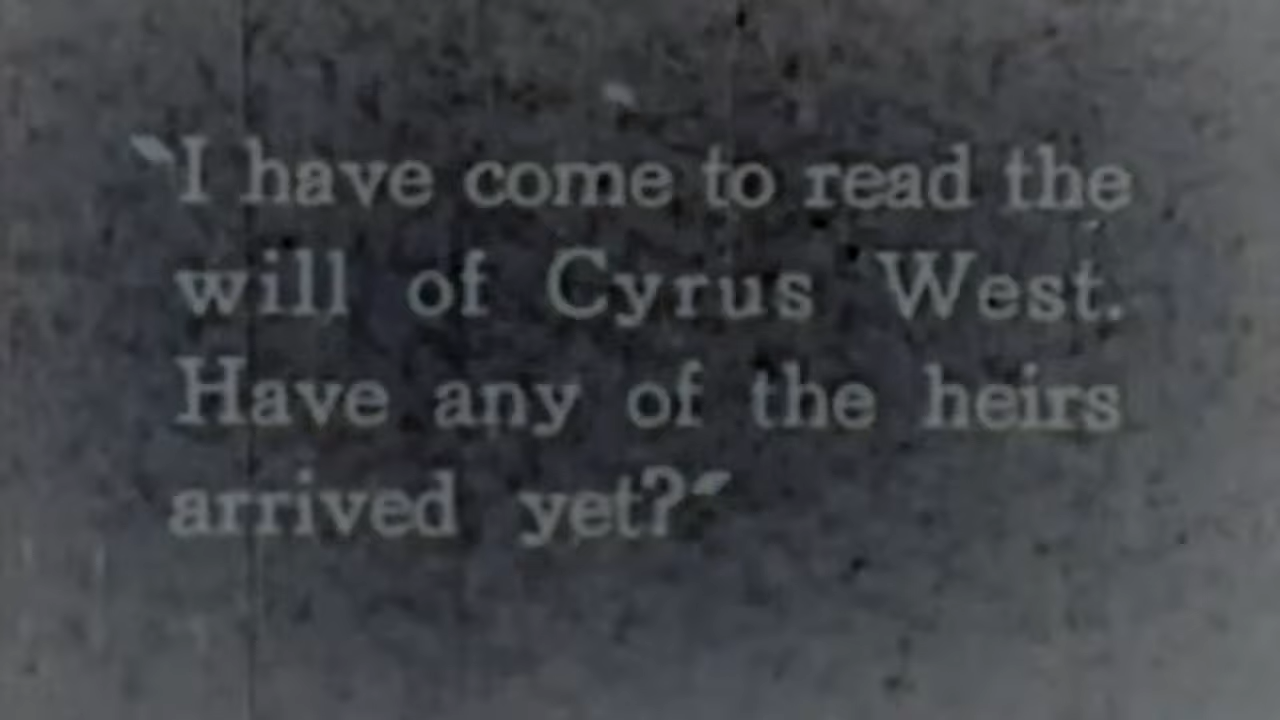 "I have come to read the
will of Cyrus West.
Have any of the heirs
arrived yet?"